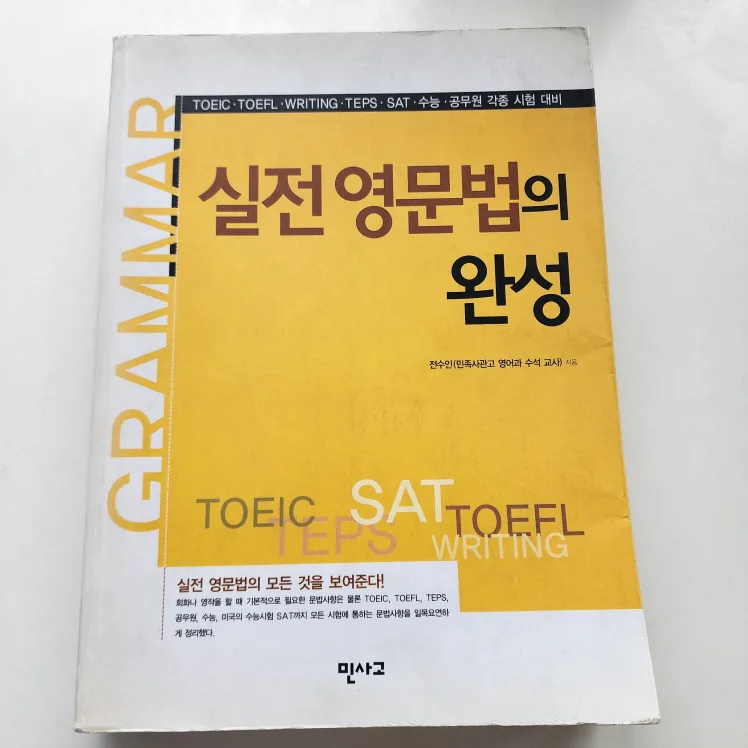 GRAMMAR
TOEIC·TOEFL·WRITING·TEPS·SAT·수능·공무원 각종 시험 대비
실전 영문법의
완성
전수인(민족사관고 영어과 수석 교사) 지음
TOEIC
SAT
TEPS
TOEFL
WRITING
실전 영문법의 모든 것을 보여준다!
회화나 영작을 할 때 기본적으로 필요한 문법사항은 물론 TOEIC, TOEFL, TEPS,
공무원, 수능, 미국의 수능시험 SAT까지 모든 시험에 통하는 문법사항을 일목요연하
게 정리했다.
민사고